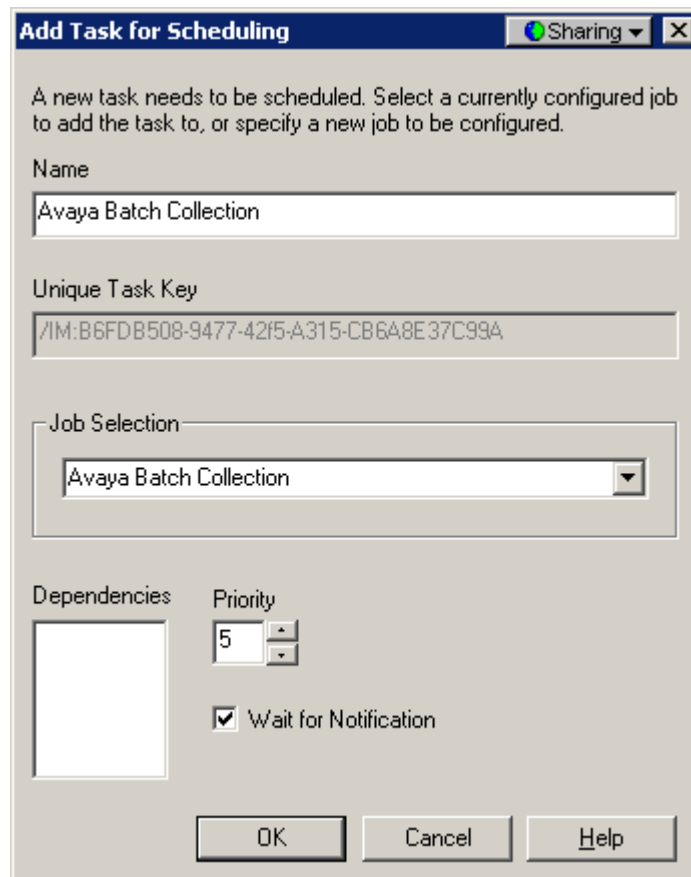 Add Task for Scheduling
Sharing
A new task needs to be scheduled. Select a currently configured job
to add the task to, or specify a new job to be configured.
Name
Avaya Batch Collection
Unique Task Key
/IM:B6FDB508-9477-42f5-A315-CB6A8E37C99A
Job Selection
Avaya Batch Collection
Dependencies
Priority
5
Wait for Notification
OK
Cancel
Help